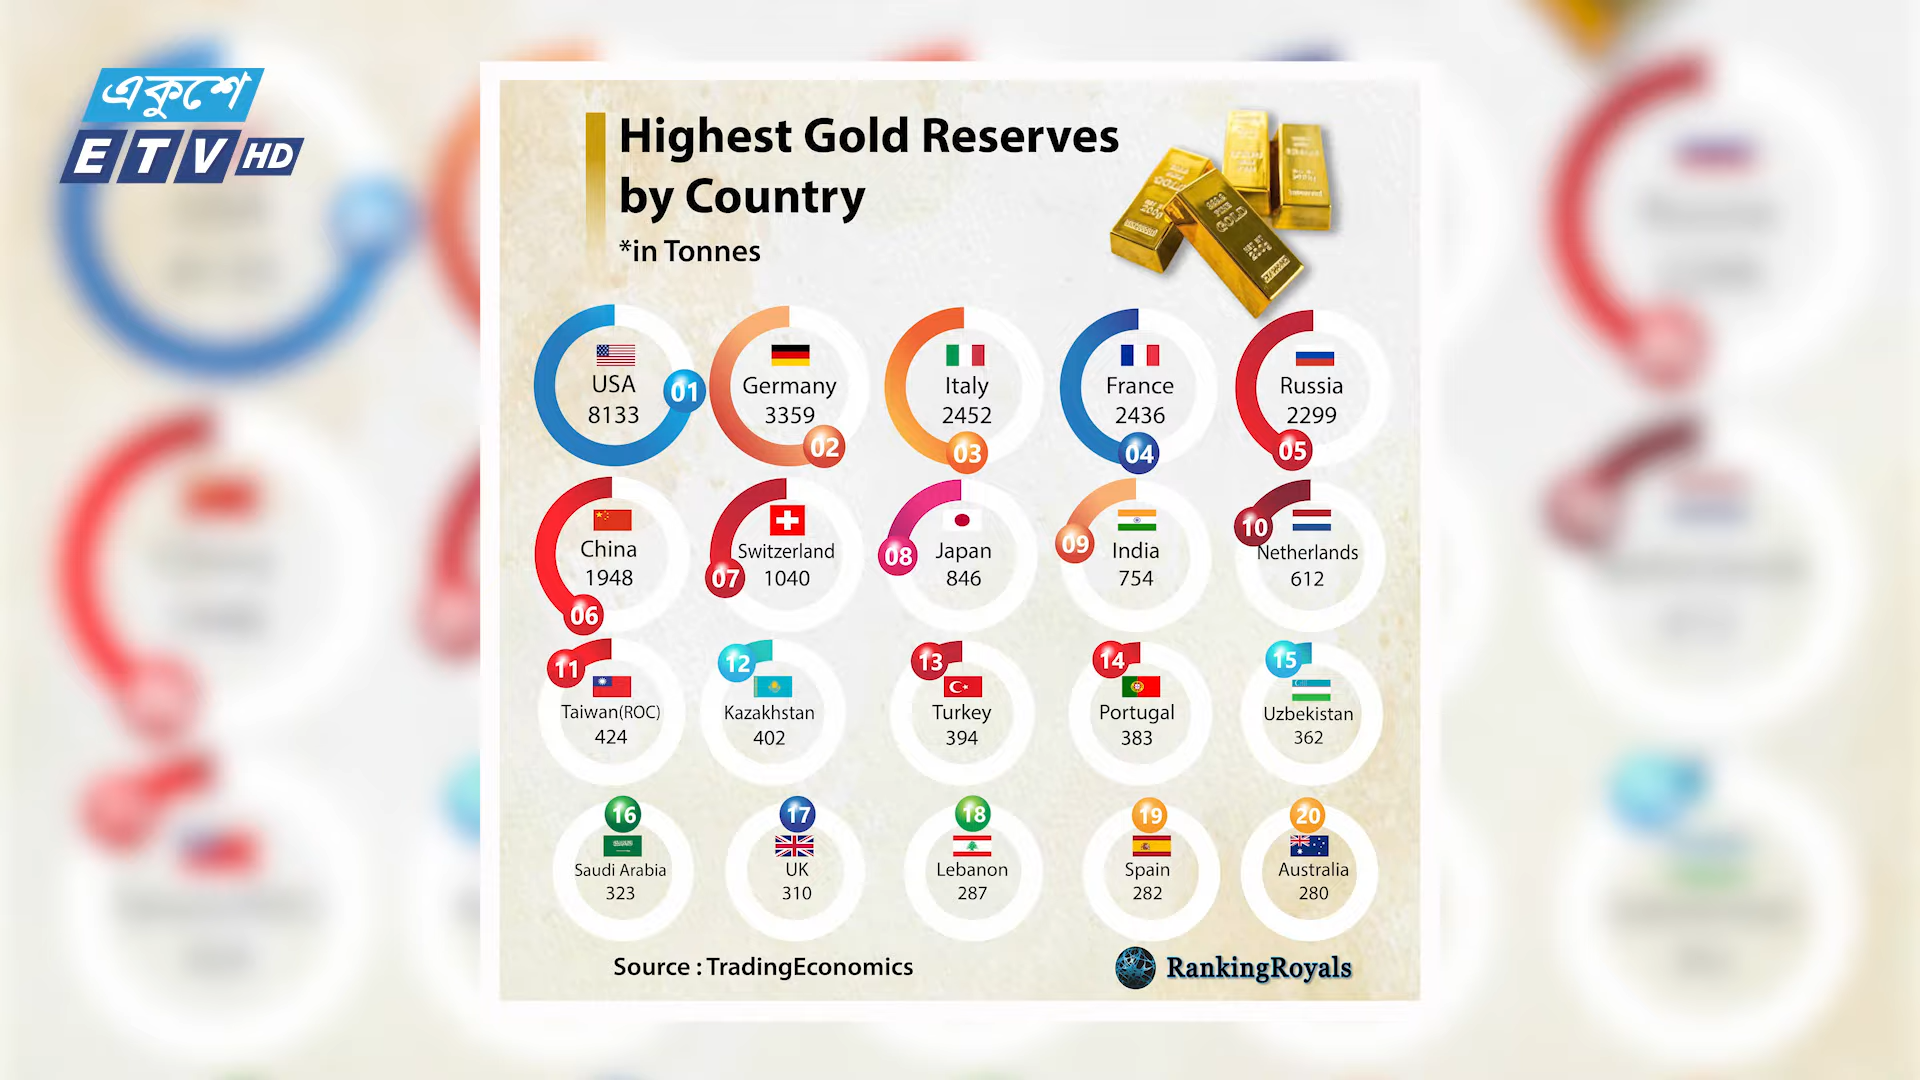 একুশে
ETV HD
Highest Gold Reserves
by Country
*in Tonnes
USA
8133
01
Germany
3359
02
Italy
2452
03
France
2436
04
Russia
2299
05
China
1948
06
Switzerland
1040
07
Japan
846
08
India
754
09
Netherlands
612
10
Taiwan(ROC)
424
11
Kazakhstan
402
12
Turkey
394
13
Portugal
383
14
Uzbekistan
362
15
Saudi Arabia
323
16
UK
310
17
Lebanon
287
18
Spain
282
19
Australia
280
20
Source : TradingEconomics
RankingRoyals